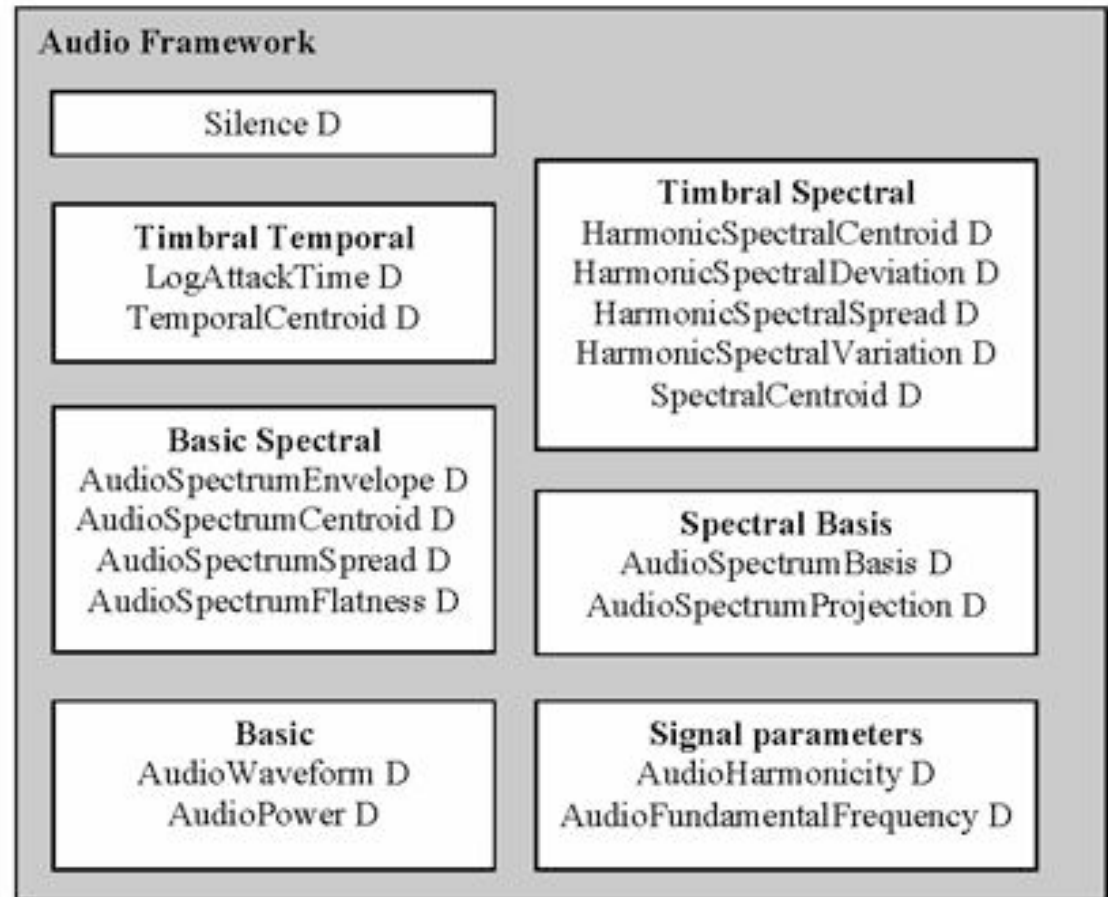 Audio Framework
Silence D
Timbral Temporal
LogAttackTime D
TemporalCentroid D
Basic Spectral
AudioSpectrumEnvelope D
AudioSpectrumCentroid D
AudioSpectrumSpread D
AudioSpectrumFlatness D
Basic
AudioWaveform D
AudioPower D
Timbral Spectral
HarmonicSpectralCentroid D
HarmonicSpectralDeviation D
HarmonicSpectralSpread D
HarmonicSpectralVariation D
SpectralCentroid D
Spectral Basis
AudioSpectrumBasis D
AudioSpectrumProjection D
Signal parameters
AudioHarmonicity D
AudioFundamentalFrequency D